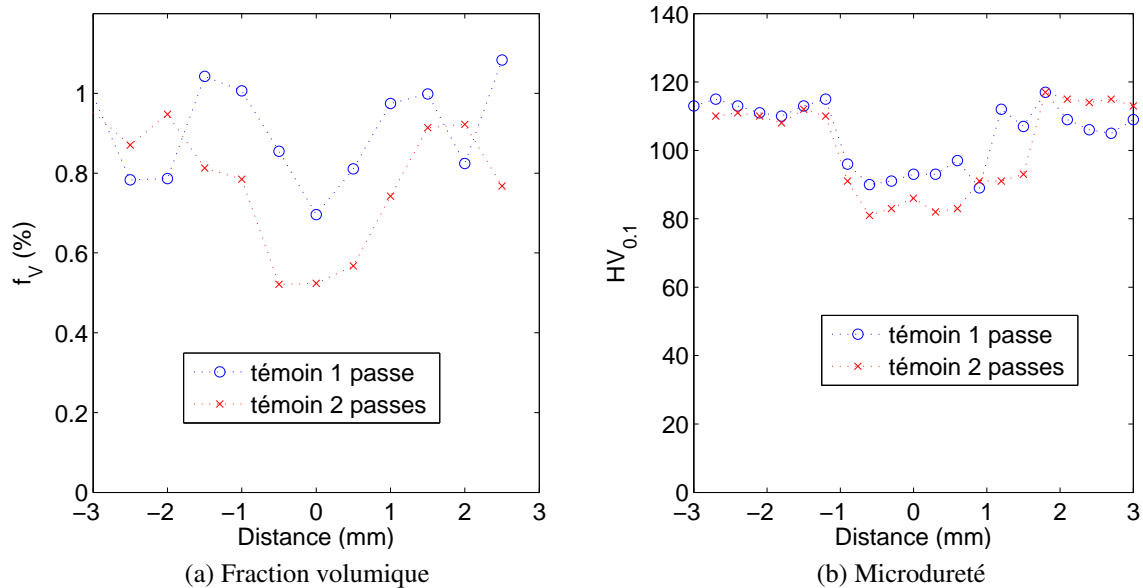 1
0.8
0.6
0.4
0.2
0
−3
−2
−1
0
1
2
3
f_V (%)
Distance (mm)
témoin 1 passe
témoin 2 passes
(a) Fraction volumique
140
120
100
80
60
40
20
0
−3
−2
−1
0
1
2
3
HV_{0.1}
Distance (mm)
témoin 1 passe
témoin 2 passes
(b) Microdureté